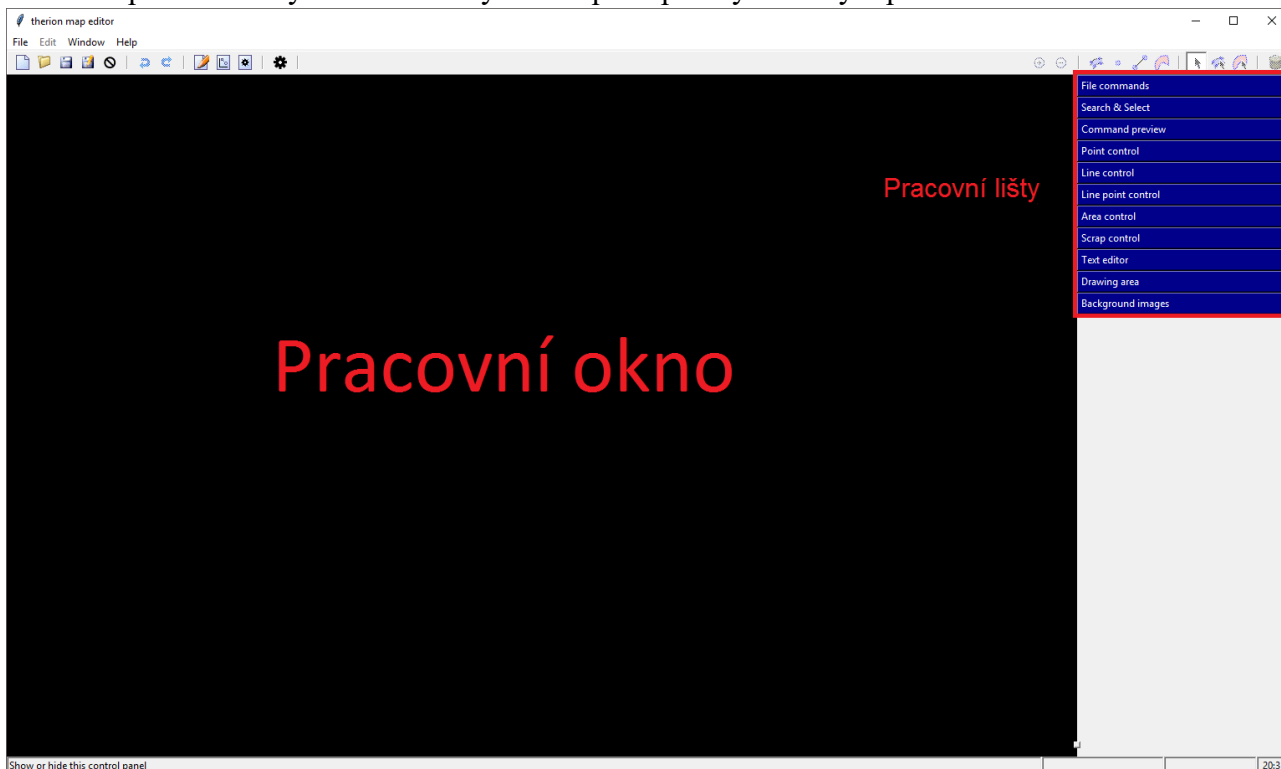 therion map editor
File Edit Window Help
File commands
Search & Select
Command preview
Point control
Pracovní lišty
Line control
Line point control
Area control
Scrap control
Text editor
Drawing area
Background images
Pracovní okno
Show or hide this control panel